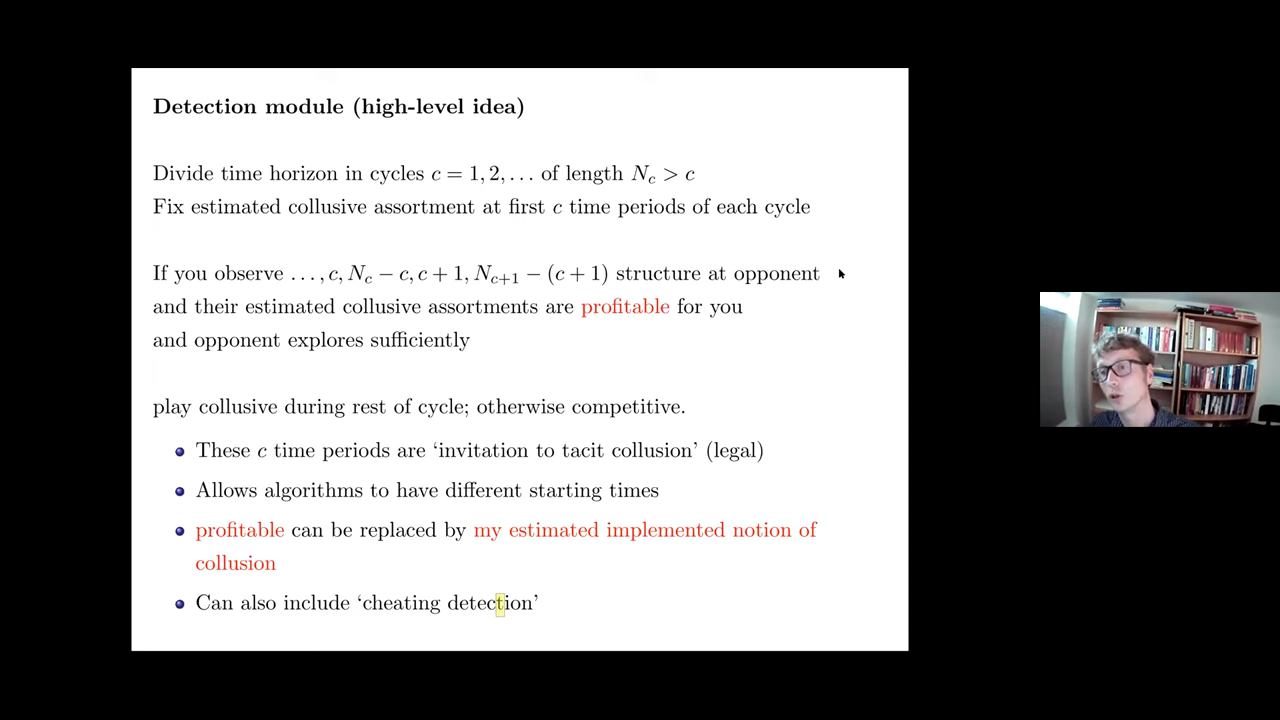 Detection module (high-level idea)
Divide time horizon in cycles c = 1, 2, . . . of length N_c > c
Fix estimated collusive assortment at first c time periods of each cycle
If you observe . . . , c, N_c − c, c + 1, N_{c+1} − (c + 1) structure at opponent
and their estimated collusive assortments are profitable for you
and opponent explores sufficiently
play collusive during rest of cycle; otherwise competitive.
These c time periods are ‘invitation to tacit collusion’ (legal)
Allows algorithms to have different starting times
profitable can be replaced by my estimated implemented notion of
collusion
Can also include ‘cheating detection’